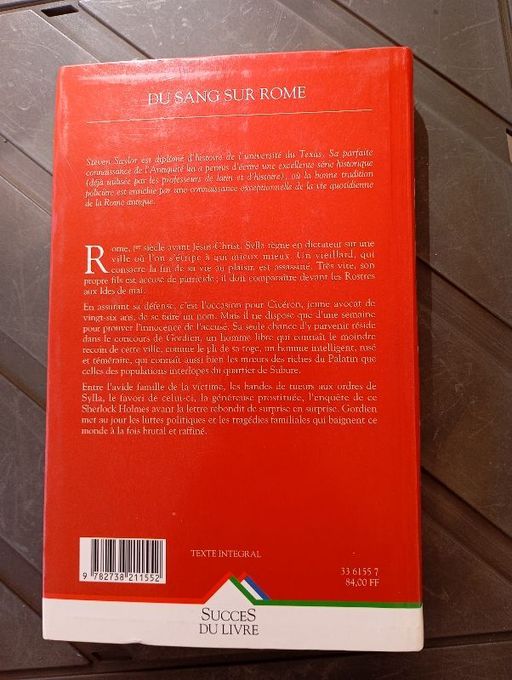 DU SANG SUR ROME
Steven Saylor est diplômé d'histoire de l'université du Texas. Sa parfaite
connaissance de l'Antiquité lui a permis d'écrire une excellente série historique
(déjà utilisée par les professeurs de latin et d'histoire), où la bonne tradition
policière est enrichie par une connaissance exceptionnelle de la vie quotidienne
de la Rome antique.
Rome, Iᵉʳ siècle avant Jésus-Christ. Sylla règne en dictateur sur une
ville où l'on s'étripe à qui mieux mieux. Un vieillard, qui
consacre la fin de sa vie au plaisir, est assassiné. Très vite, son
propre fils est accusé de parricide ; il doit comparaître devant les Rostres
aux Ides de mai.
En assurant sa défense, c'est l'occasion pour Cicéron, jeune avocat de
vingt-six ans, de se faire un nom. Mais il ne dispose que d'une semaine
pour prouver l'innocence de l'accusé. Sa seule chance d'y parvenir réside
dans le concours de Gordien, un homme libre qui connaît le moindre
recoin de cette ville, comme le pli de sa toge, un homme intelligent, rusé
et téméraire, qui connaît aussi bien les mœurs des riches du Palatin que
celles des populations interlopes du quartier de Subure.
Entre l'avide famille de la victime, les bandes de tueurs aux ordres de
Sylla, le favori de celui-ci, la généreuse prostituée, l'enquête de ce
Sherlock Holmes avant la lettre rebondit de surprise en surprise. Gordien
met au jour les luttes politiques et les tragédies familiales qui baignent ce
monde à la fois brutal et raffiné.
TEXTE INTEGRAL
9 782738 211552
33 6155 7
84,00 FF
SUCCES
DU LIVRE